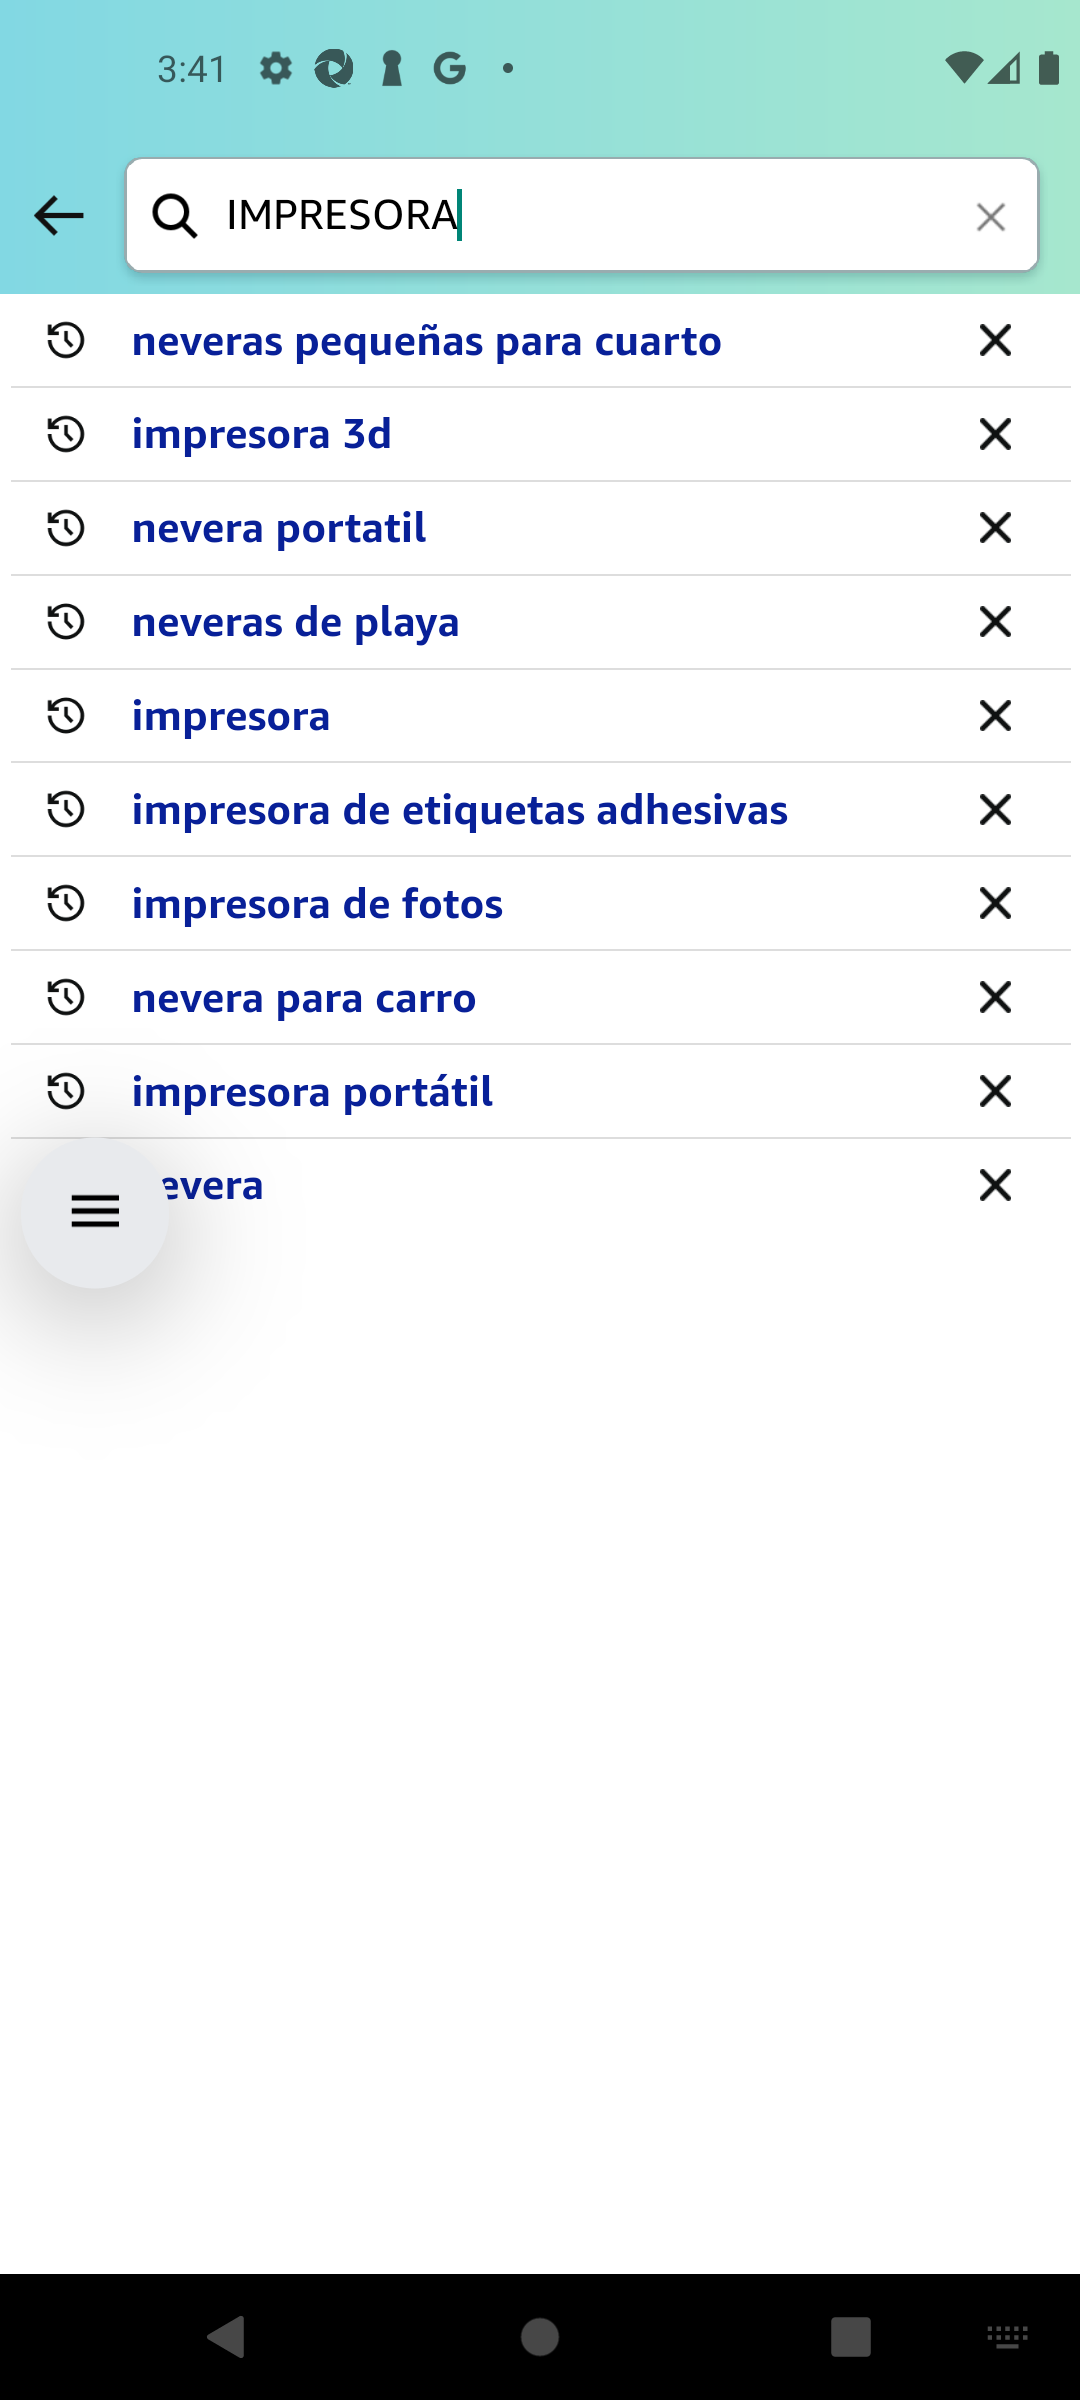 3:41
IMPRESORA
neveras pequeñas para cuarto
impresora 3d
nevera portatil
neveras de playa
impresora
impresora de etiquetas adhesivas
impresora de fotos
nevera para carro
impresora portátil
evera